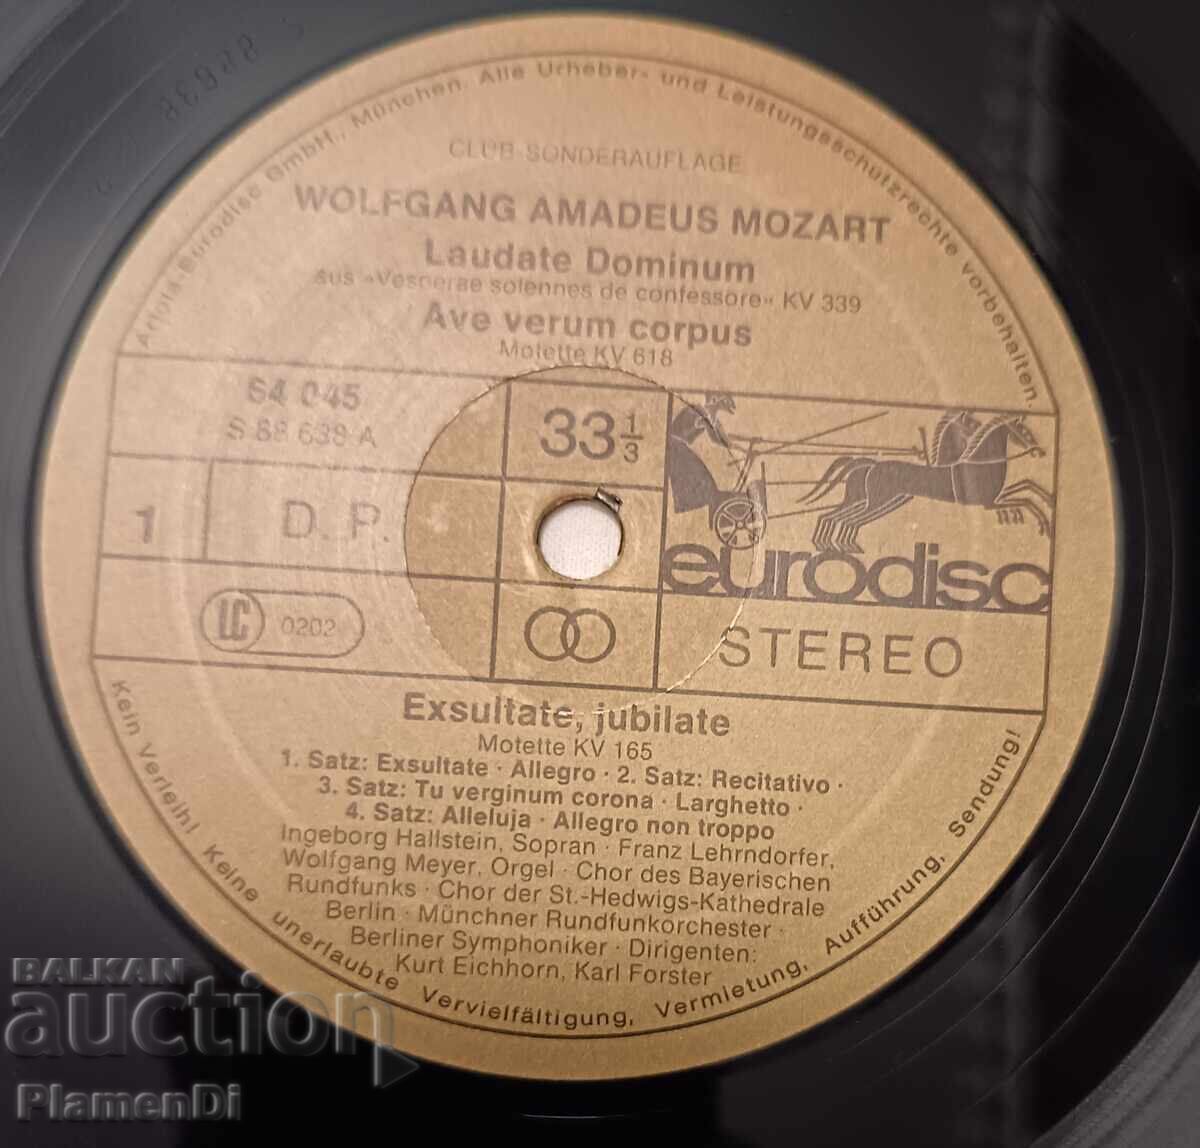 Ariola-Eurodisc GmbH., München. Alle Urheber- und Leistungsschutzrechte vorbehalten.
CLUB-SONDERAUFLAGE
WOLFGANG AMADEUS MOZART
Laudate Dominum
aus »Vesperae solennes de confessore« KV 339
Ave verum corpus
Motette KV 618
64 045
S 88 638 A
33 1/3
1
D. P.
eurodisc
LC 0202
STEREO
Exsultate, jubilate
Motette KV 165
1. Satz: Exsultate · Allegro · 2. Satz: Recitativo ·
3. Satz: Tu verginum corona · Larghetto ·
4. Satz: Alleluja · Allegro non troppo
Ingeborg Hallstein, Sopran · Franz Lehrndorfer,
Wolfgang Meyer, Orgel · Chor des Bayerischen
Rundfunks · Chor der St.-Hedwigs-Kathedrale
Berlin · Münchner Rundfunkorchester ·
Berliner Symphoniker · Dirigenten:
Kurt Eichhorn, Karl Forster
Kein Verleih! Keine unerlaubte Vervielfältigung, Vermietung, Aufführung, Sendung!
BALKAN
auction
PlamenDi